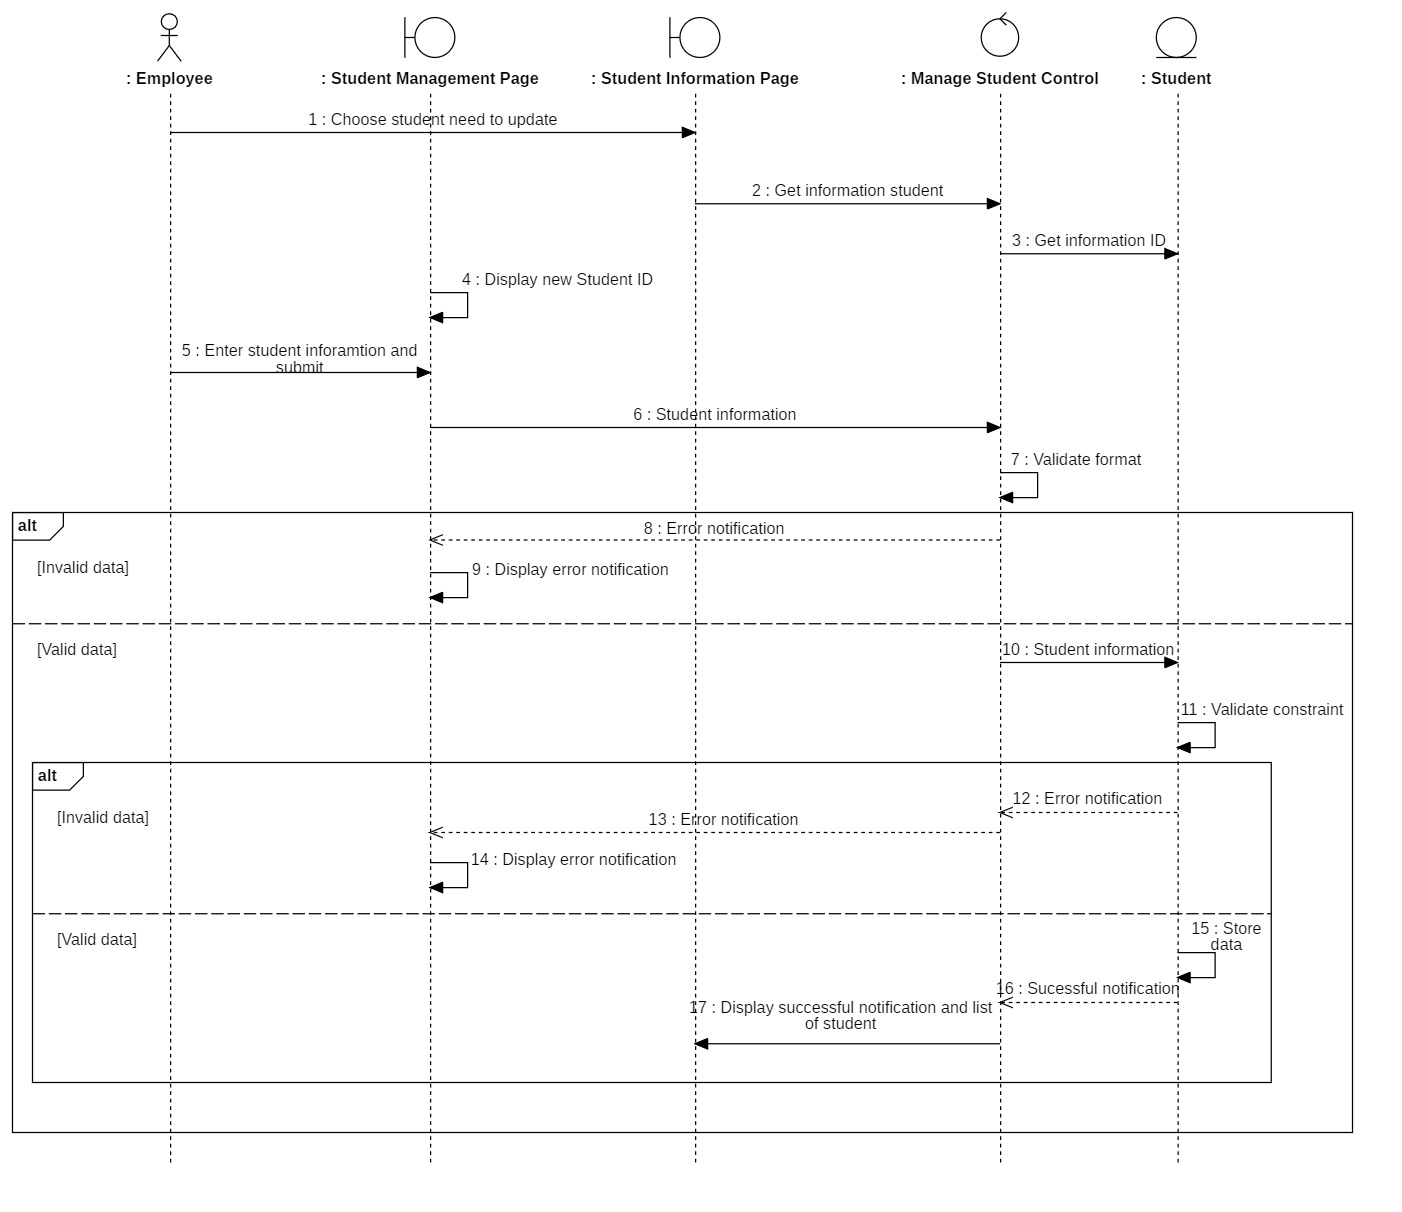 : Employee
: Student Management Page
: Student Information Page
: Manage Student Control
: Student
1 : Choose student need to update
2 : Get information student
3 : Get information ID
4 : Display new Student ID
5 : Enter student inforamtion and
submit
6 : Student information
7 : Validate format
alt
8 : Error notification
[Invalid data]
9 : Display error notification
[Valid data]
10 : Student information
11 : Validate constraint
alt
12 : Error notification
[Invalid data]
13 : Error notification
14 : Display error notification
[Valid data]
15 : Store
data
16 : Sucessful notification
17 : Display successful notification and list
of student